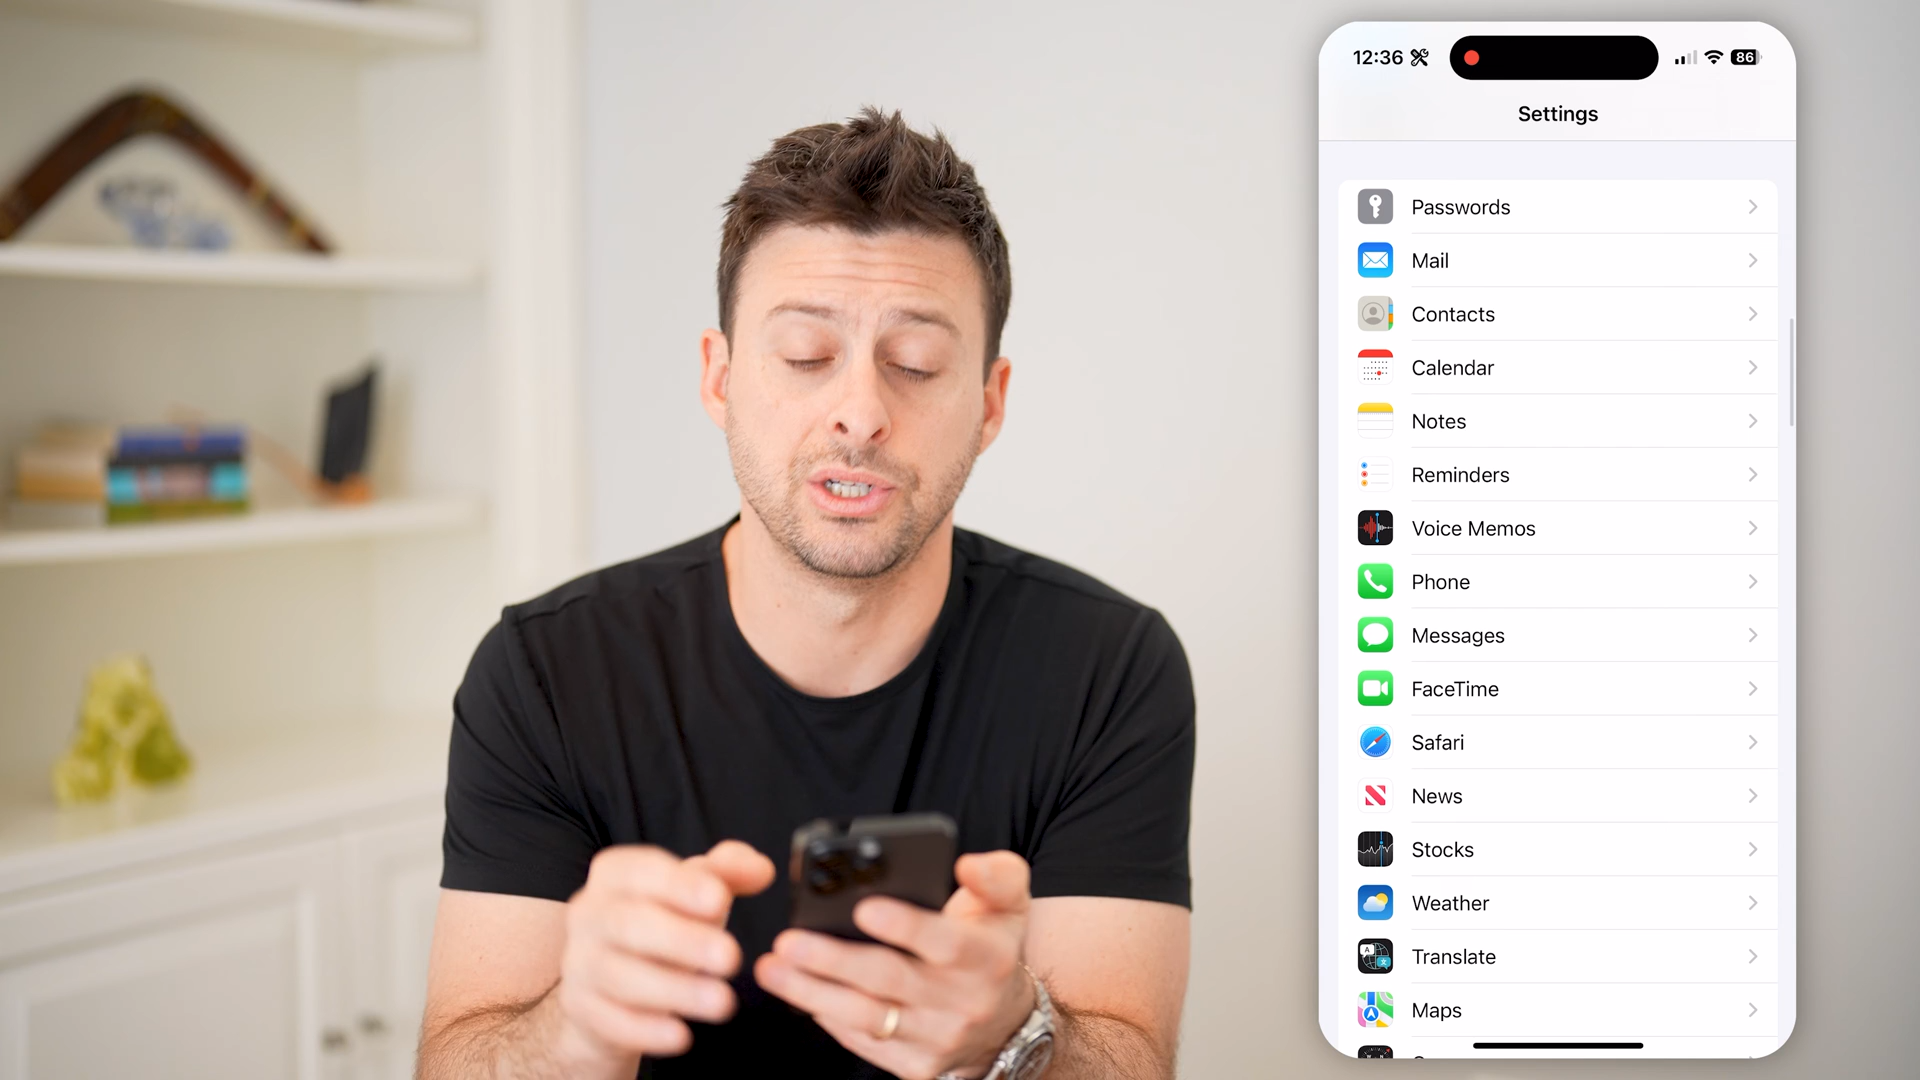 12:36
86
Settings
Passwords
Mail
Contacts
Calendar
Notes
Reminders
Voice Memos
Phone
Messages
FaceTime
Safari
News
Stocks
Weather
Translate
Maps